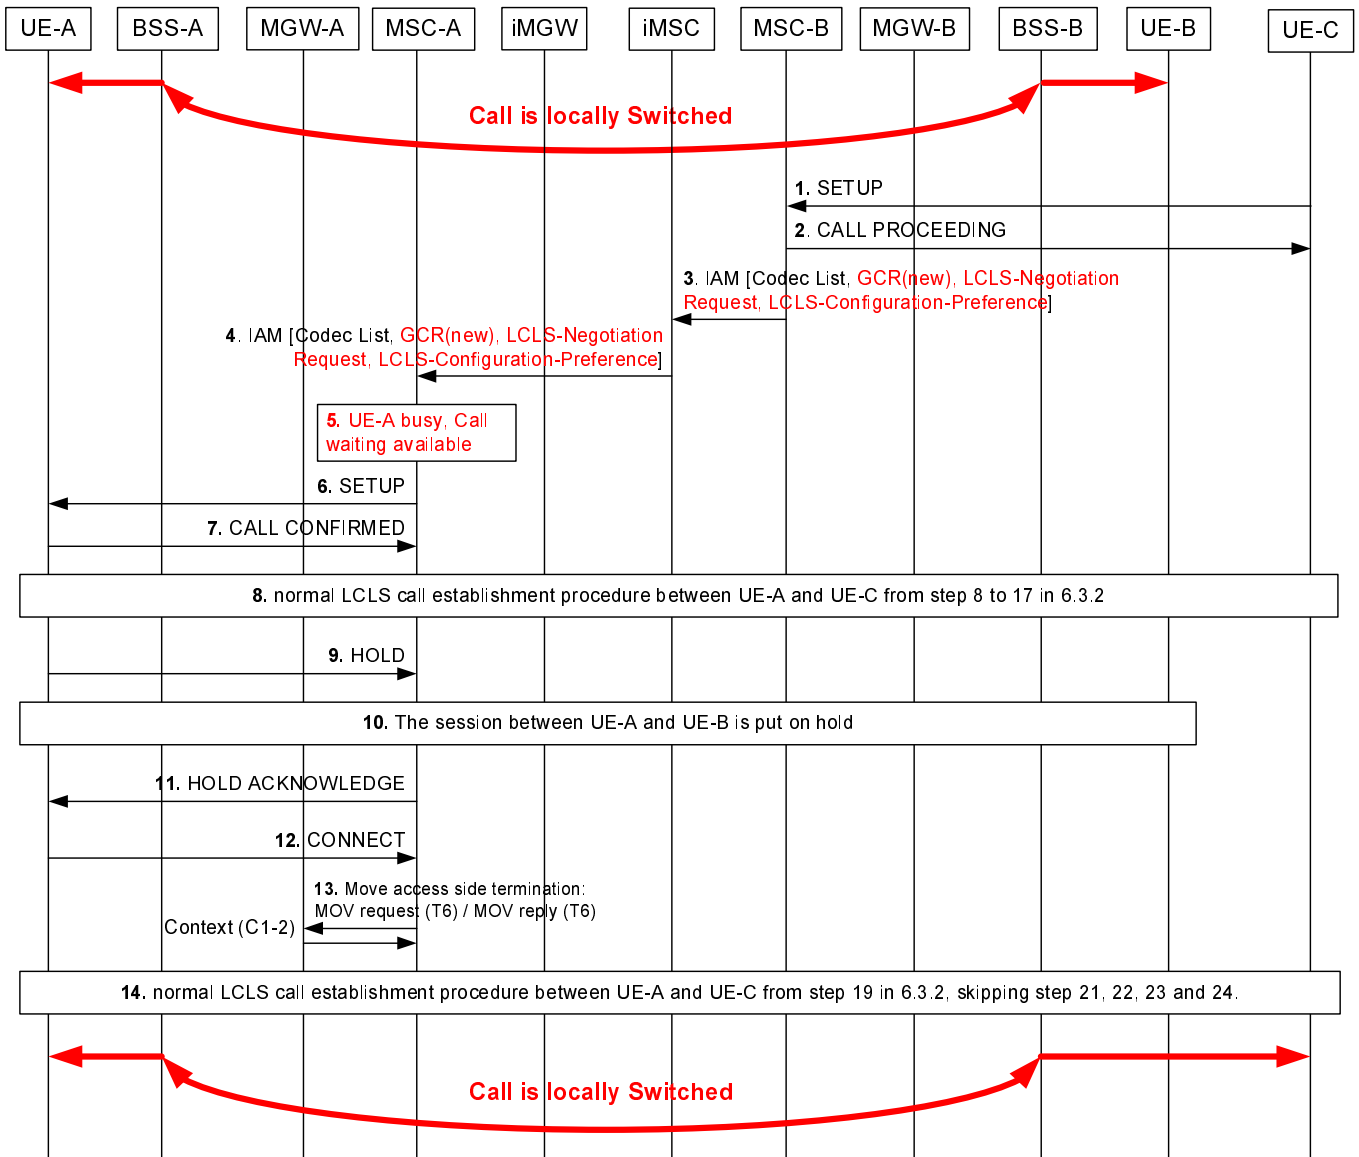 UE-A BSS-A MGW-A MSC-A iMGW iMSC MSC-B MGW-B BSS-B UE-B UE-C
Call is locally Switched
1. SETUP
2. CALL PROCEEDING
3. IAM [Codec List, GCR(new), LCLS-Negotiation
Request, LCLS-Configuration-Preference]
4. IAM [Codec List, GCR(new), LCLS-Negotiation
Request, LCLS-Configuration-Preference]
5. UE-A busy, Call
waiting available
6. SETUP
7. CALL CONFIRMED
8. normal LCLS call establishment procedure between UE-A and UE-C from step 8 to 17 in 6.3.2
9. HOLD
10. The session between UE-A and UE-B is put on hold
11. HOLD ACKNOWLEDGE
12. CONNECT
13. Move access side termination:
MOV request (T6) / MOV reply (T6)
Context (C1-2)
14. normal LCLS call establishment procedure between UE-A and UE-C from step 19 in 6.3.2, skipping step 21, 22, 23 and 24.
Call is locally Switched